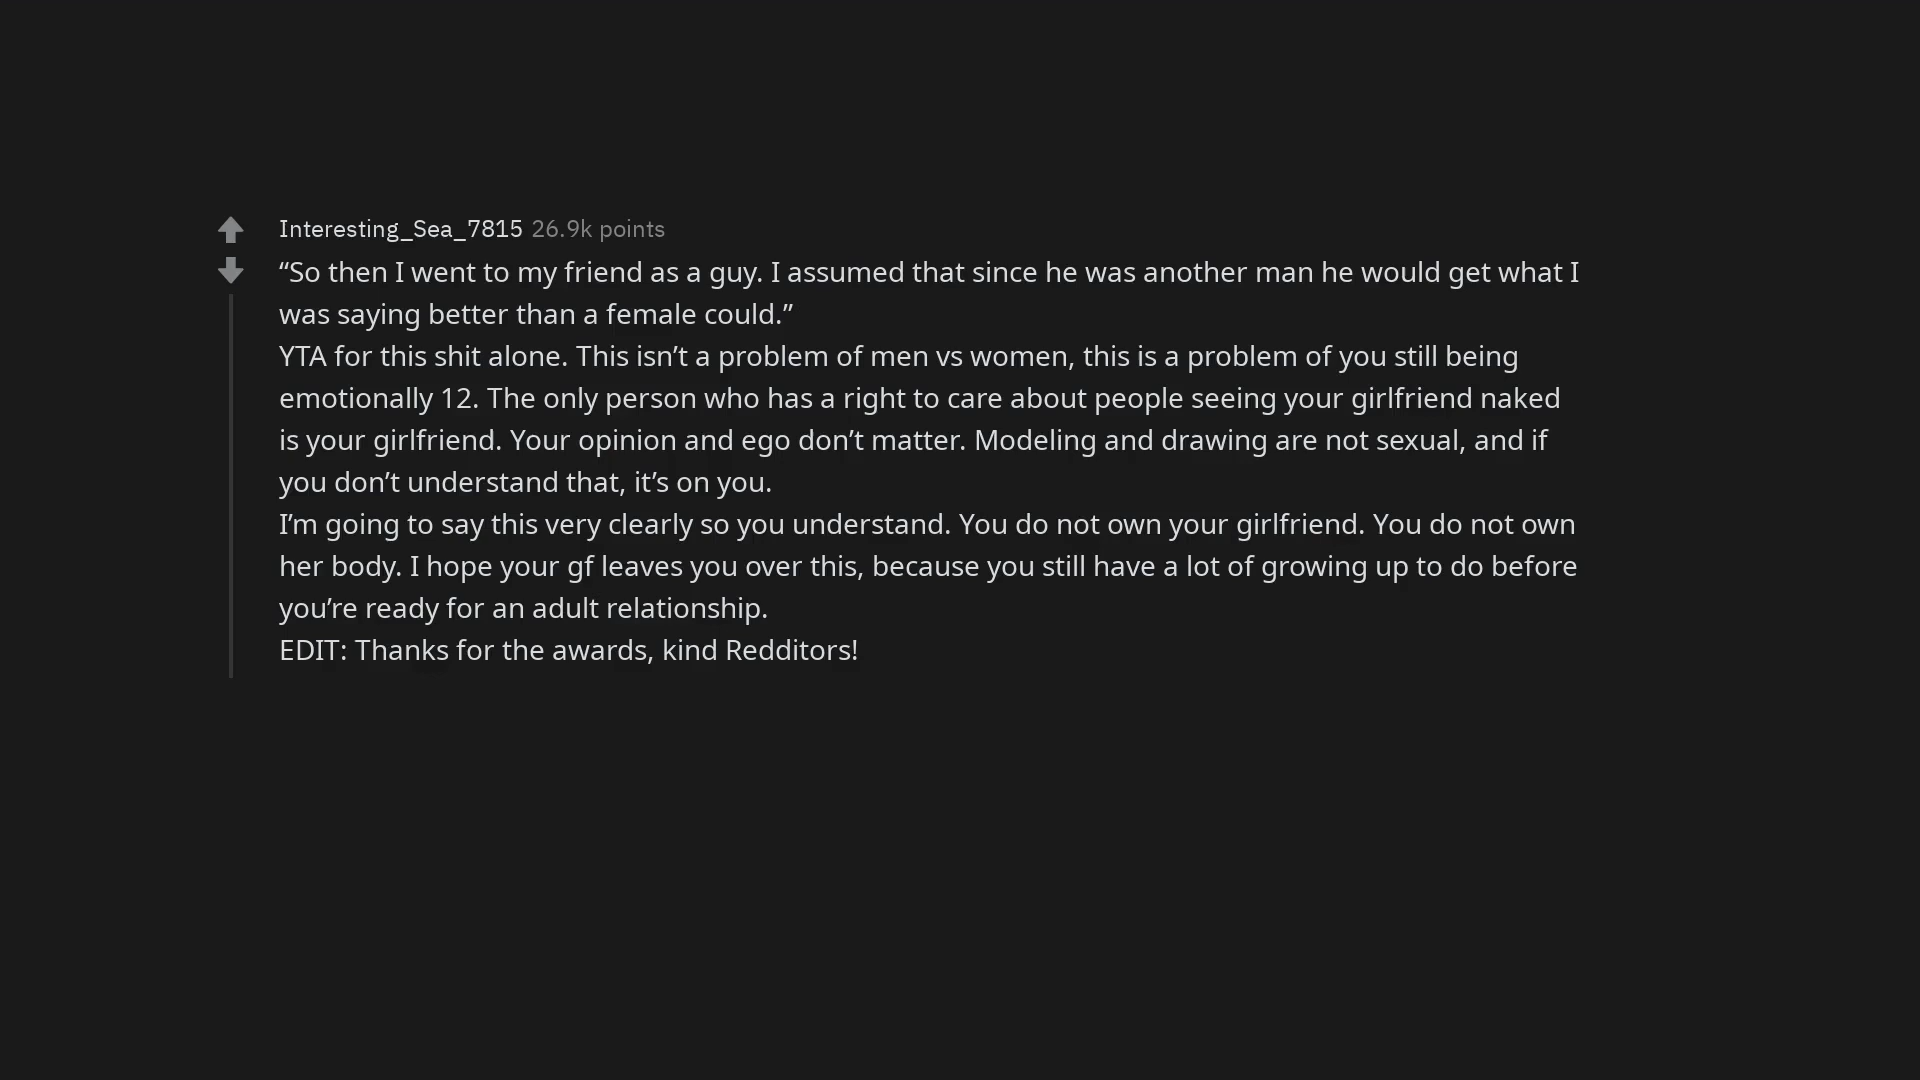 Interesting_Sea_7815 26.9k points
“So then I went to my friend as a guy. I assumed that since he was another man he would get what I
was saying better than a female could.”
YTA for this shit alone. This isn’t a problem of men vs women, this is a problem of you still being
emotionally 12. The only person who has a right to care about people seeing your girlfriend naked
is your girlfriend. Your opinion and ego don’t matter. Modeling and drawing are not sexual, and if
you don’t understand that, it’s on you.
I’m going to say this very clearly so you understand. You do not own your girlfriend. You do not own
her body. I hope your gf leaves you over this, because you still have a lot of growing up to do before
you’re ready for an adult relationship.
EDIT: Thanks for the awards, kind Redditors!